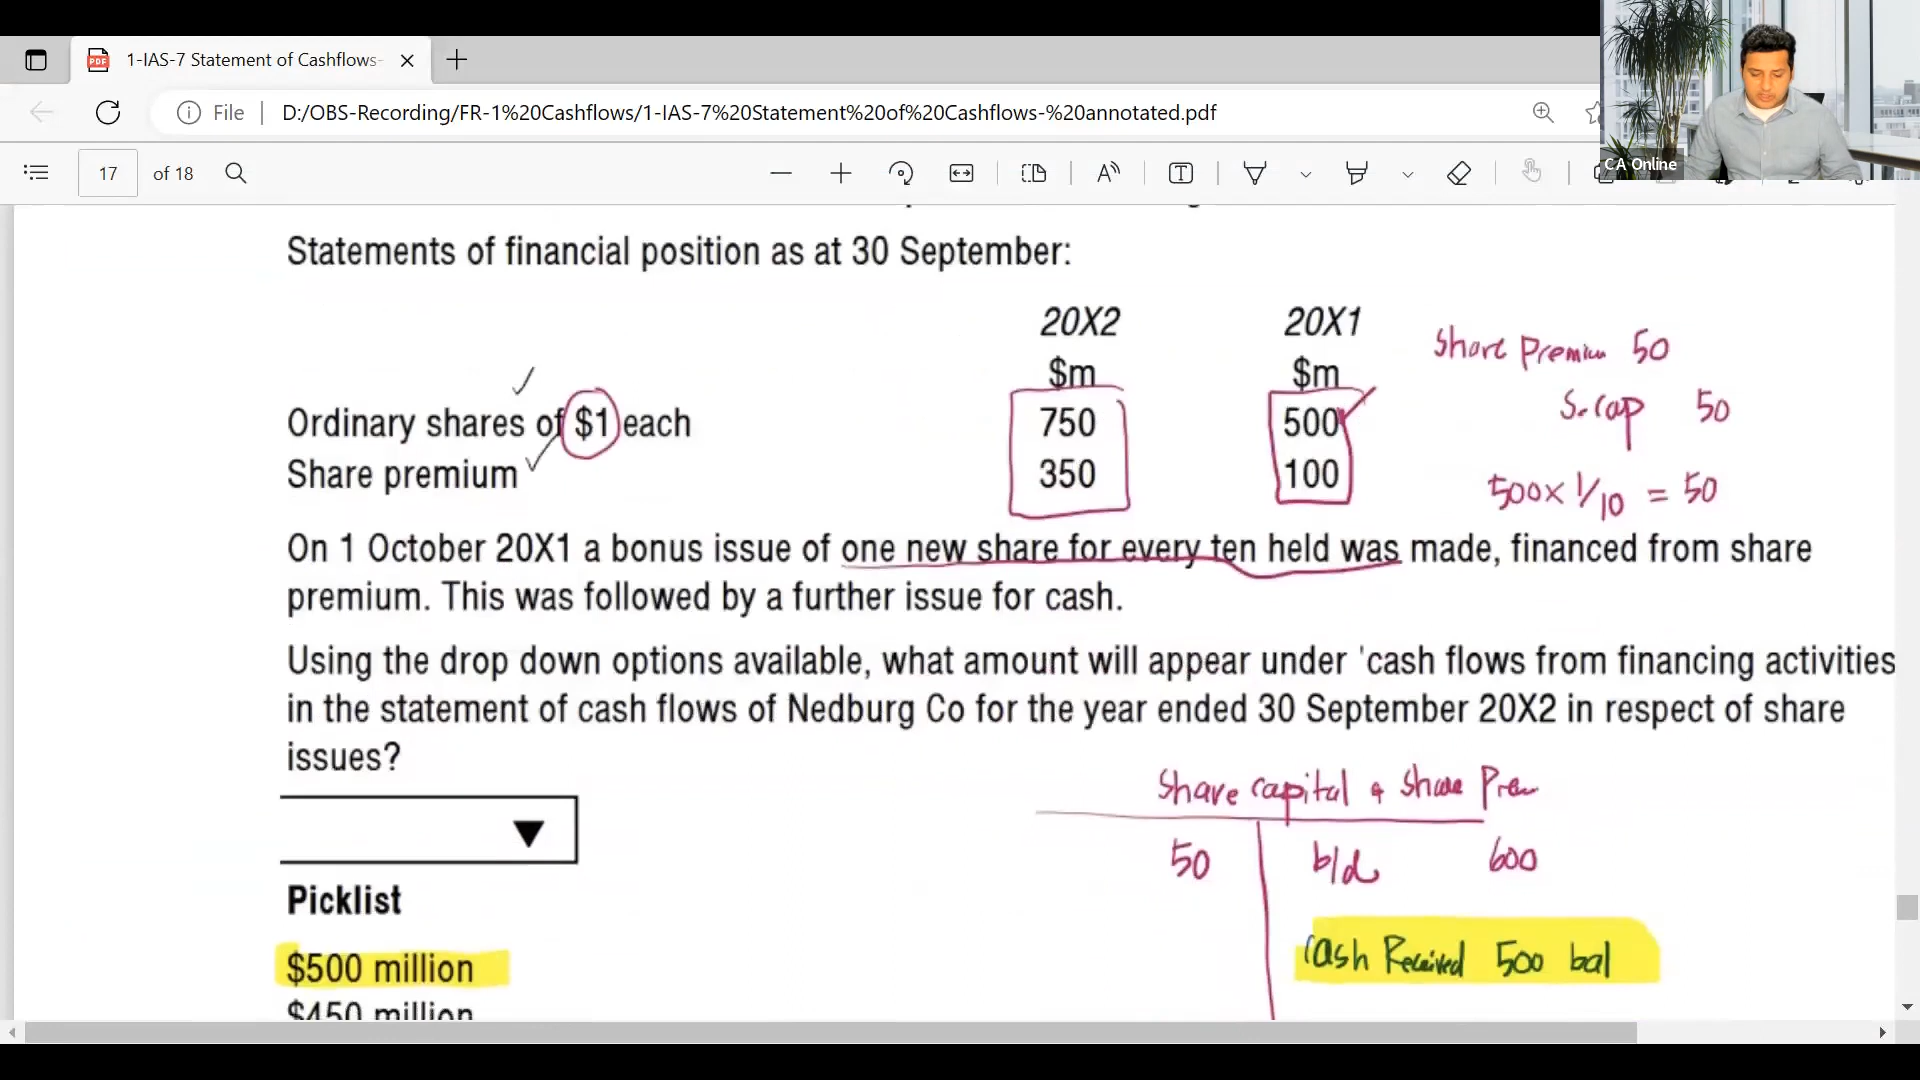 1-IAS-7 Statement of Cashflows-
File
D:/OBS-Recording/FR-1%20Cashflows/1-IAS-7%20Statement%20of%20Cashflows-%20annotated.pdf
CA Online
17 of 18
Statements of financial position as at 30 September:
20X2 20X1
$m $m
Ordinary shares of $1 each 750 500
Share premium 350 100
Share Premium 50
S.cap 50
500 x 1/10 = 50
On 1 October 20X1 a bonus issue of one new share for every ten held was made, financed from share
premium. This was followed by a further issue for cash.
Using the drop down options available, what amount will appear under 'cash flows from financing activities
in the statement of cash flows of Nedburg Co for the year ended 30 September 20X2 in respect of share
issues?
Share capital & Share Prem
50 b/d 600
Cash Received 500 bal
Picklist
$500 million
$450 million